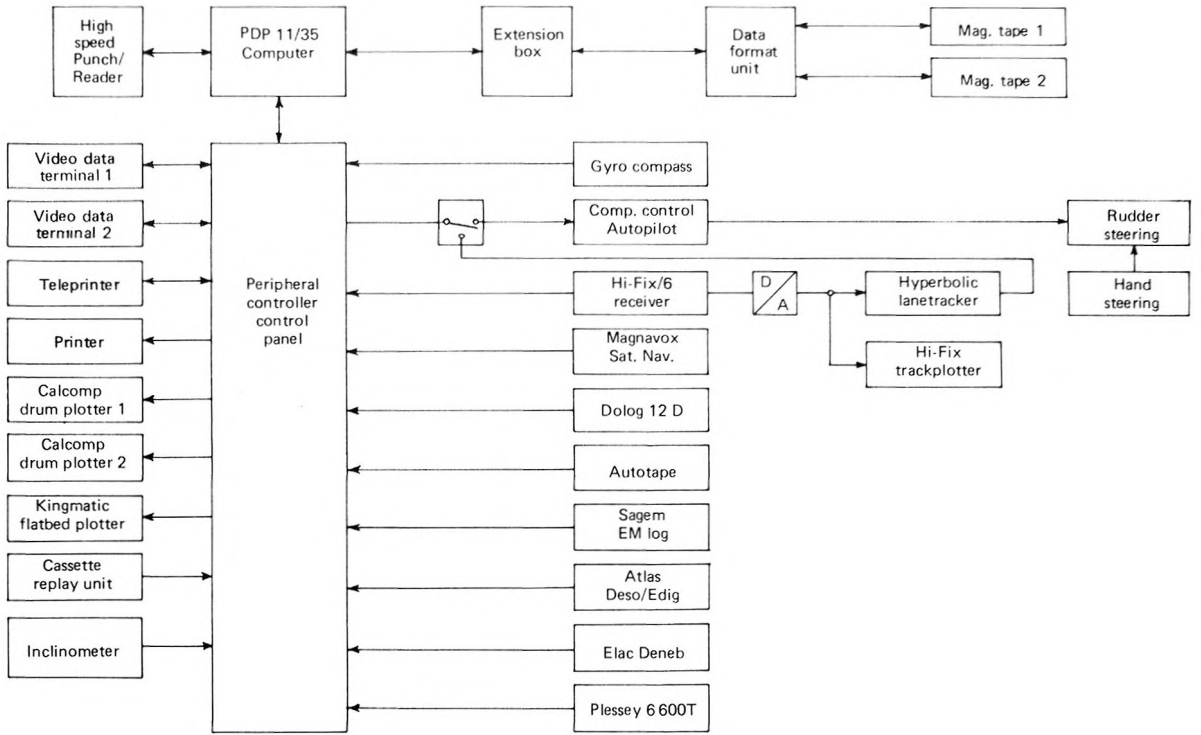 High
speed
Punch/
Reader
PDP 11/35
Computer
Extension
box
Data
format
unit
Mag. tape 1
Mag. tape 2
Video data
terminal 1
Video data
terminal 2
Teleprinter
Printer
Calcomp
drum plotter 1
Calcomp
drum plotter 2
Kingmatic
flatbed plotter
Cassette
replay unit
Inclinometer
Peripheral
controller
control
panel
Gyro compass
Comp. control
Autopilot
Rudder
steering
Hi-Fix/6
receiver
D
A
Hyperbolic
lanetracker
Hand
steering
Magnavox
Sat. Nav.
Hi-Fix
trackplotter
Dolog 12 D
Autotape
Sagem
EM log
Atlas
Deso/Edig
Elac Deneb
Plessey 6600T